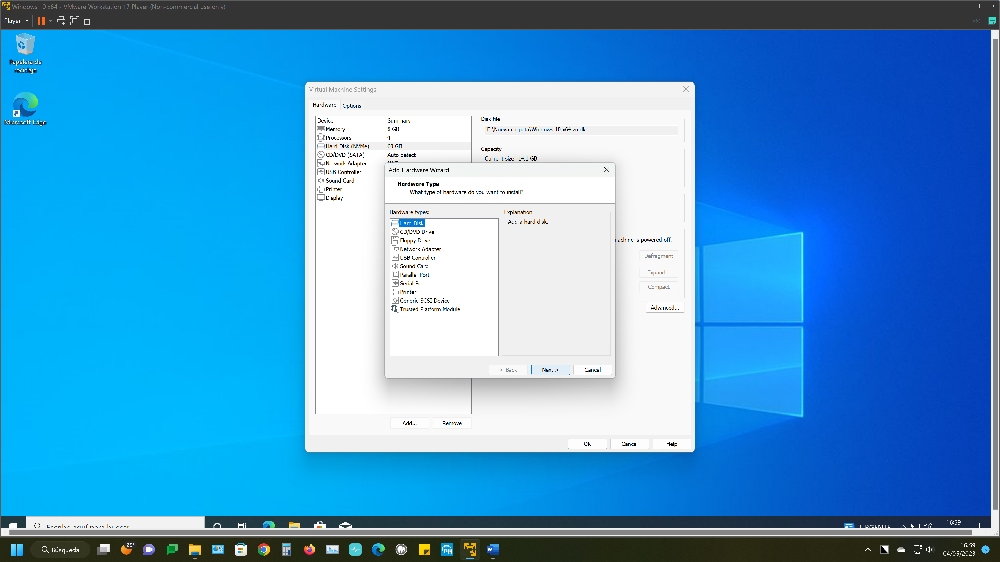 Windows 10 x64 - VMware Workstation 17 Player (Non-commercial use only)
Player
Papelera de
reciclaje
Microsoft Edge
Virtual Machine Settings
Hardware
Options
Device Summary
Memory 8 GB
Processors 4
Hard Disk (NVMe) 60 GB
CD/DVD (SATA) Auto detect
Network Adapter NAT
USB Controller
Sound Card
Printer
Display
Disk file
F:\Nueva carpeta\Windows 10 x64.vmdk
Capacity
Current size: 14.1 GB
machine is powered off.
Defragment
Expand...
Compact
Advanced...
Add Hardware Wizard
Hardware Type
What type of hardware do you want to install?
Hardware types:
Hard Disk
CD/DVD Drive
Floppy Drive
Network Adapter
USB Controller
Sound Card
Parallel Port
Serial Port
Printer
Generic SCSI Device
Trusted Platform Module
Explanation
Add a hard disk.
< Back
Next >
Cancel
Add...
Remove
OK
Cancel
Help
Escribe aquí para buscar
URGENTE
16:59
25°
Búsqueda
W
16:59
04/05/2023
5